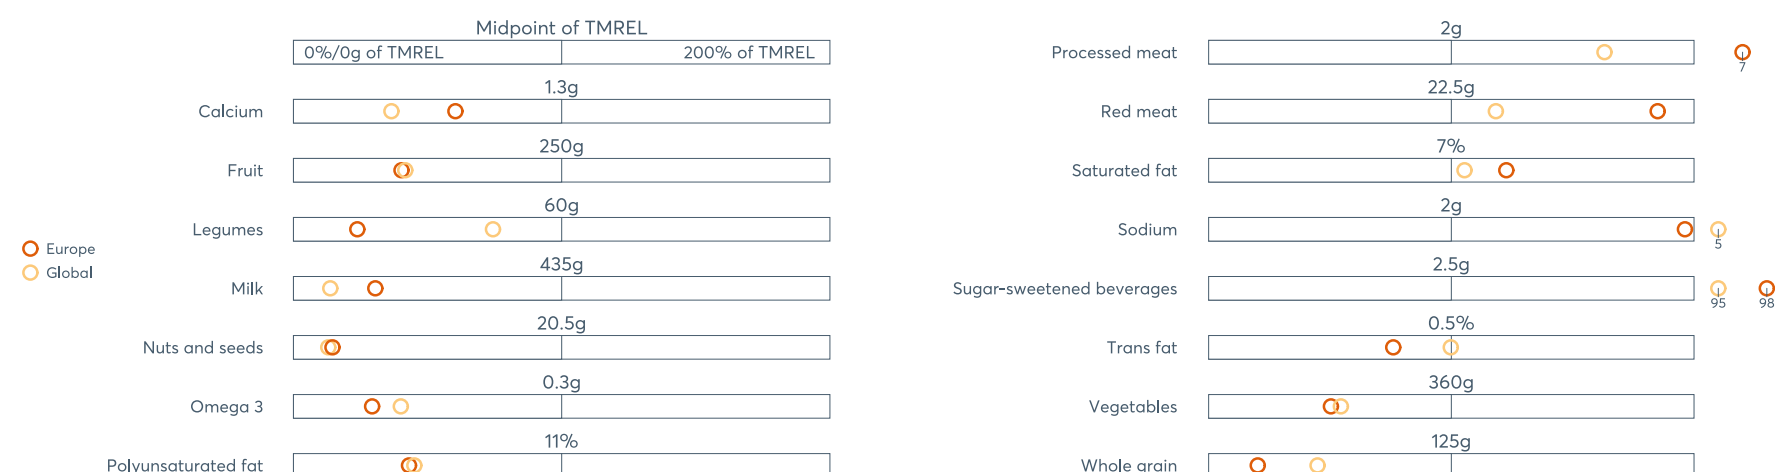 Midpoint of TMREL
0%/0g of TMREL 200% of TMREL
1.3g
Calcium
250g
Fruit
60g
Legumes
Europe
Global
435g
Milk
20.5g
Nuts and seeds
0.3g
Omega 3
11%
Polyunsaturated fat
2g
Processed meat
7
22.5g
Red meat
7%
Saturated fat
2g
Sodium
5
2.5g
Sugar-sweetened beverages
95 98
0.5%
Trans fat
360g
Vegetables
125g
Whole grain